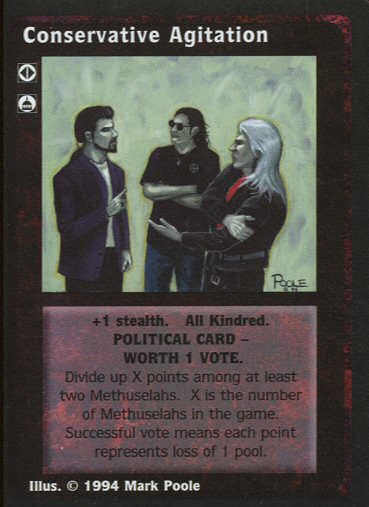 Conservative Agitation
POOLE
+1 stealth. All Kindred.
POLITICAL CARD –
WORTH 1 VOTE.
Divide up X points among at least
two Methuselahs. X is the number
of Methuselahs in the game.
Successful vote means each point
represents loss of 1 pool.
Illus. © 1994 Mark Poole